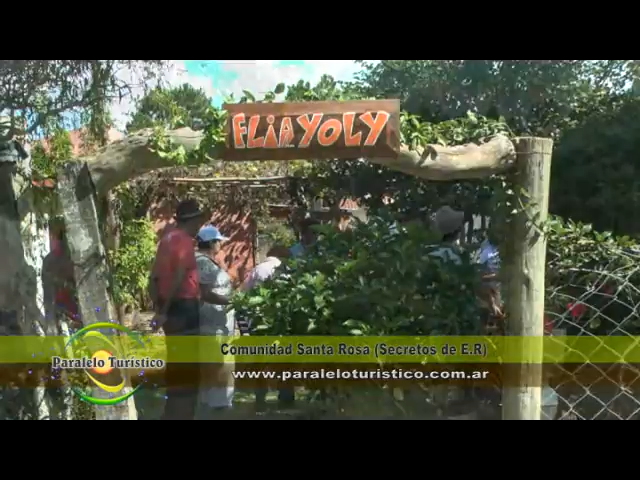 FLIA YOLY
Comunidad Santa Rosa (Secretos de E.R)
Paralelo Turístico
www.paraleloturistico.com.ar